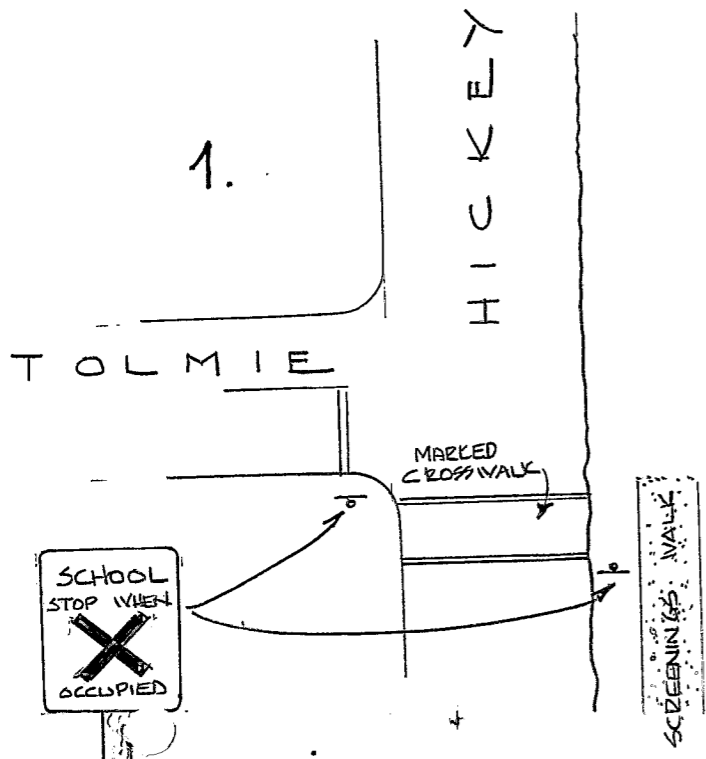 1.
HICKEY
TOLMIE
MARKED
CROSSWALK
SCHOOL
STOP WHEN
OCCUPIED
SCREENINGS WALK